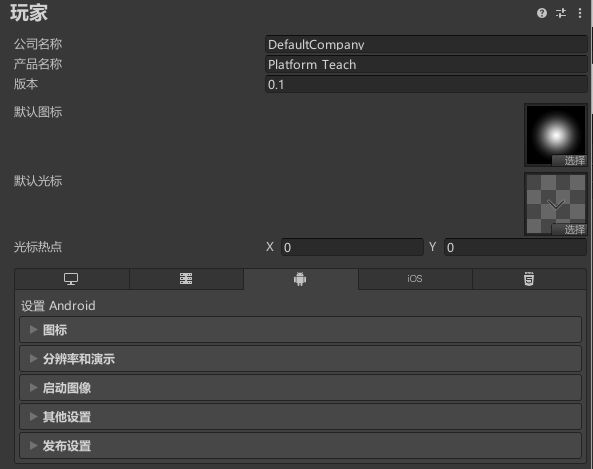 玩家
公司名称 DefaultCompany
产品名称 Platform Teach
版本 0.1
默认图标
选择
默认光标
选择
光标热点 X 0 Y 0
iOS
设置 Android
图标
分辨率和演示
启动图像
其他设置
发布设置